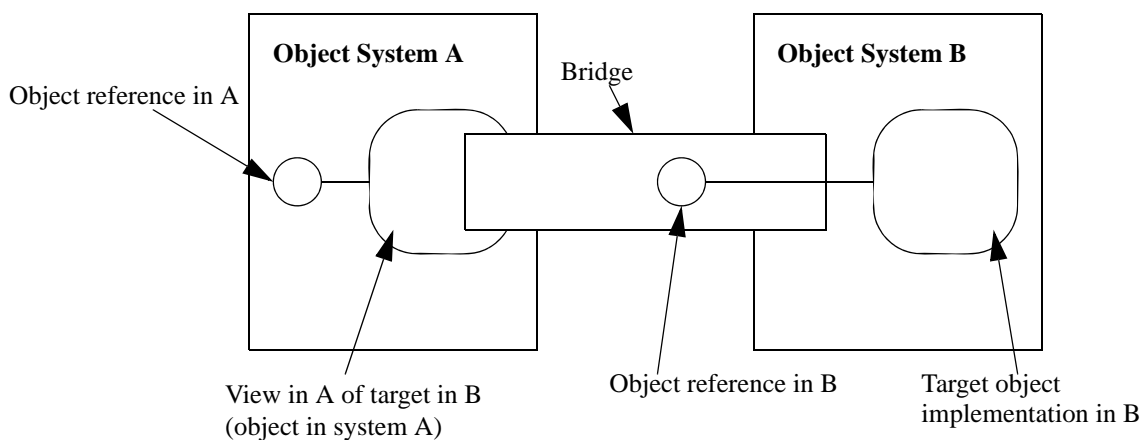 Object System A
Object System B
Bridge
Object reference in A
View in A of target in B
(object in system A)
Object reference in B
Target object
implementation in B